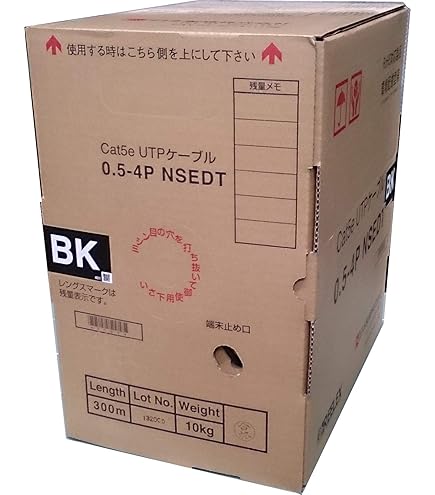 使用する時はこちら側を上にして下さい
残量メモ
Cat5e UTPケーブル
0.5-4P NSEDT
ミシン目の穴を打ち抜いて御使用下さい
BK
レングスマークは
残量表示です。
端末止め口
Length
300m
Lot No.
Weight
10kg
BK
Cat5e UTPケ
0.5-4P NSEDT